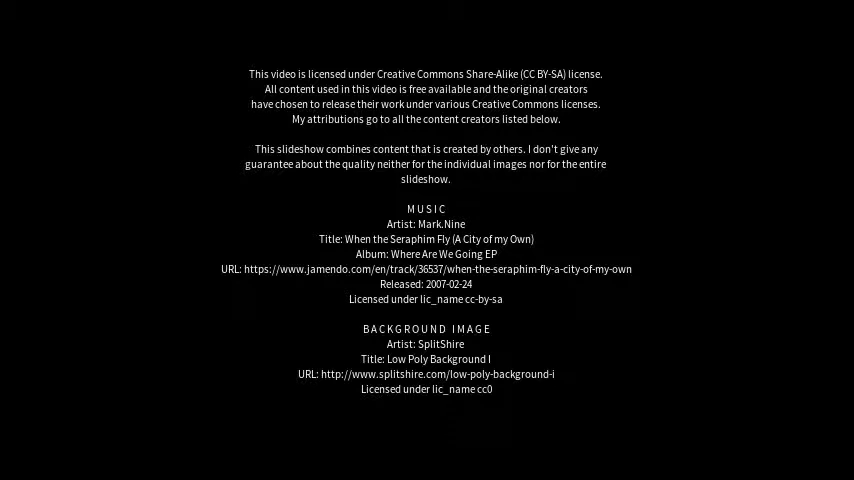 This video is licensed under Creative Commons Share-Alike (CC BY-SA) license.
All content used in this video is free available and the original creators
have chosen to release their work under various Creative Commons licenses.
My attributions go to all the content creators listed below.
This slideshow combines content that is created by others. I don't give any
guarantee about the quality neither for the individual images nor for the entire
slideshow.
MUSIC
Artist: Mark.Nine
Title: When the Seraphim Fly (A City of my Own)
Album: Where Are We Going EP
URL: https://www.jamendo.com/en/track/36537/when-the-seraphim-fly-a-city-of-my-own
Released: 2007-02-24
Licensed under lic_name cc-by-sa
BACKGROUND IMAGE
Artist: SplitShire
Title: Low Poly Background I
URL: http://www.splitshire.com/low-poly-background-i
Licensed under lic_name cc0